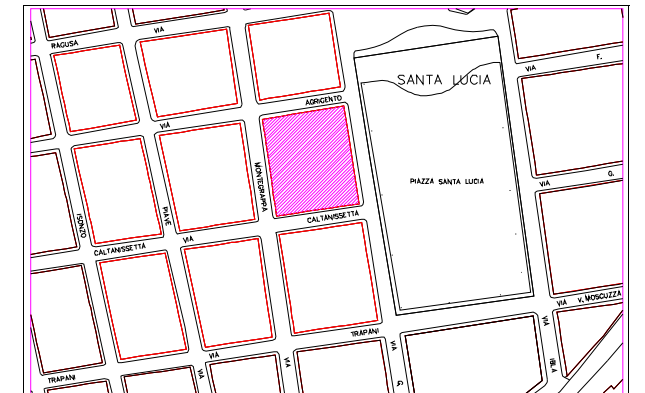 RAGUSA
VIA
VIA
F.
SANTA LUCIA
AGRIGENTO
VIA
PIAZZA SANTA LUCIA
MONTEGRAPPA
VIA
G.
ISONZO
PIAVE
CALTANISSETTA
VIA
CALTANISSETTA
VIA
V. MOSCUZZA
TRAPANI
VIA
VIA
IBLA
VIA
G.
TRAPANI
VIA
VIA